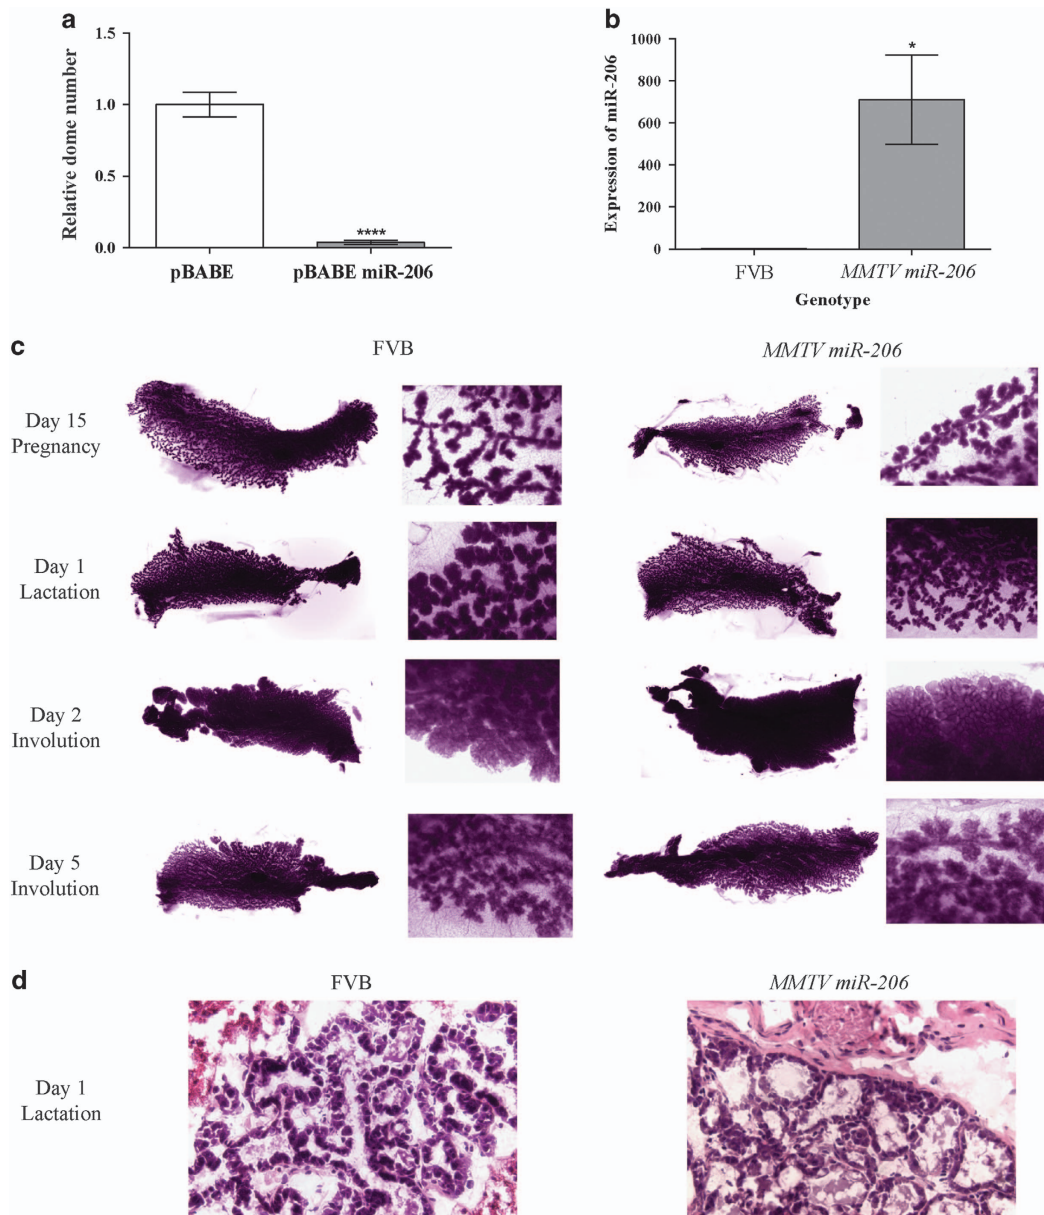 a
Relative dome number
1.5
1.0
0.5
0.0
****
pBABE
pBABE miR-206
b
Expression of miR-206
1000
800
600
400
200
0
*
FVB
MMTV miR-206
Genotype
c
FVB
MMTV miR-206
Day 15
Pregnancy
Day 1
Lactation
Day 2
Involution
Day 5
Involution
d
FVB
MMTV miR-206
Day 1
Lactation